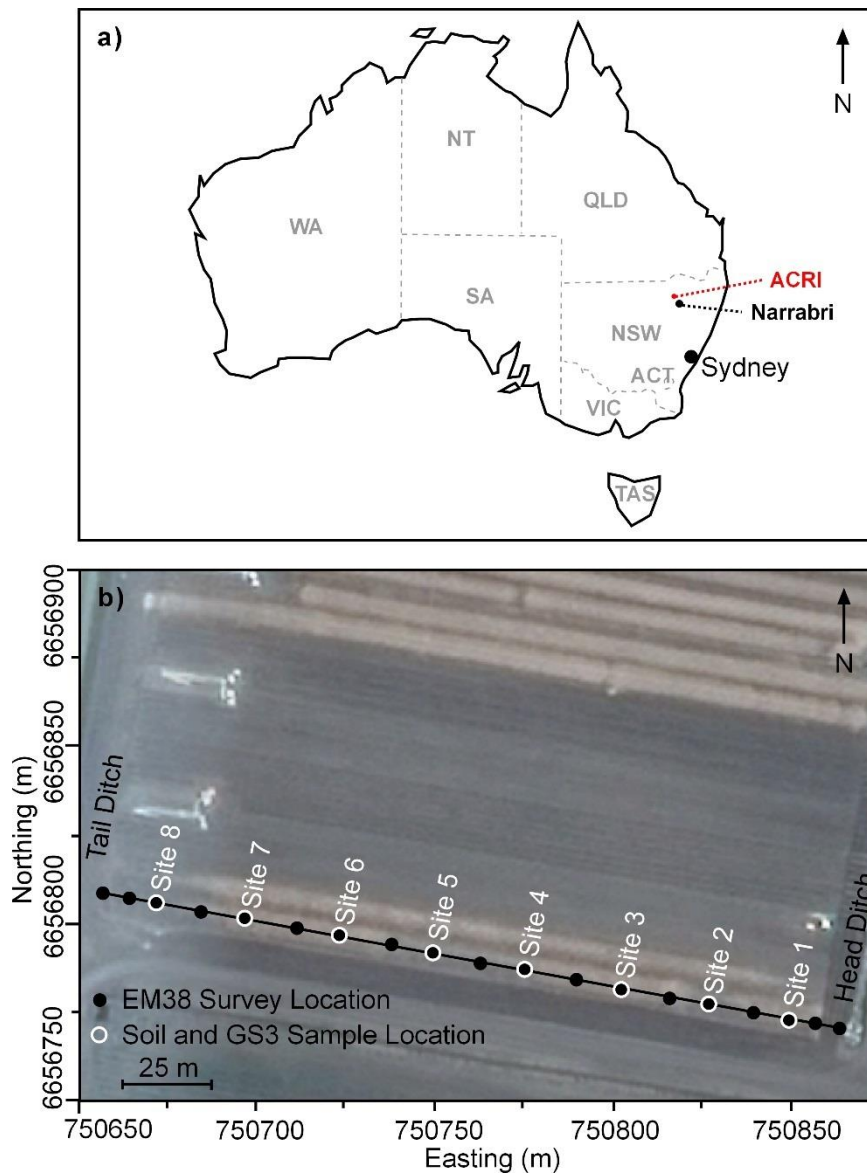 a)
N
NT
QLD
WA
SA
ACRI
Narrabri
NSW
Sydney
ACT
VIC
TAS
b)
N
6656900
6656850
6656800
6656750
Northing (m)
Tail Ditch
Site 8
Site 7
Site 6
Site 5
Site 4
Site 3
Site 2
Site 1
Head Ditch
EM38 Survey Location
Soil and GS3 Sample Location
25 m
750650
750700
750750
750800
750850
Easting (m)